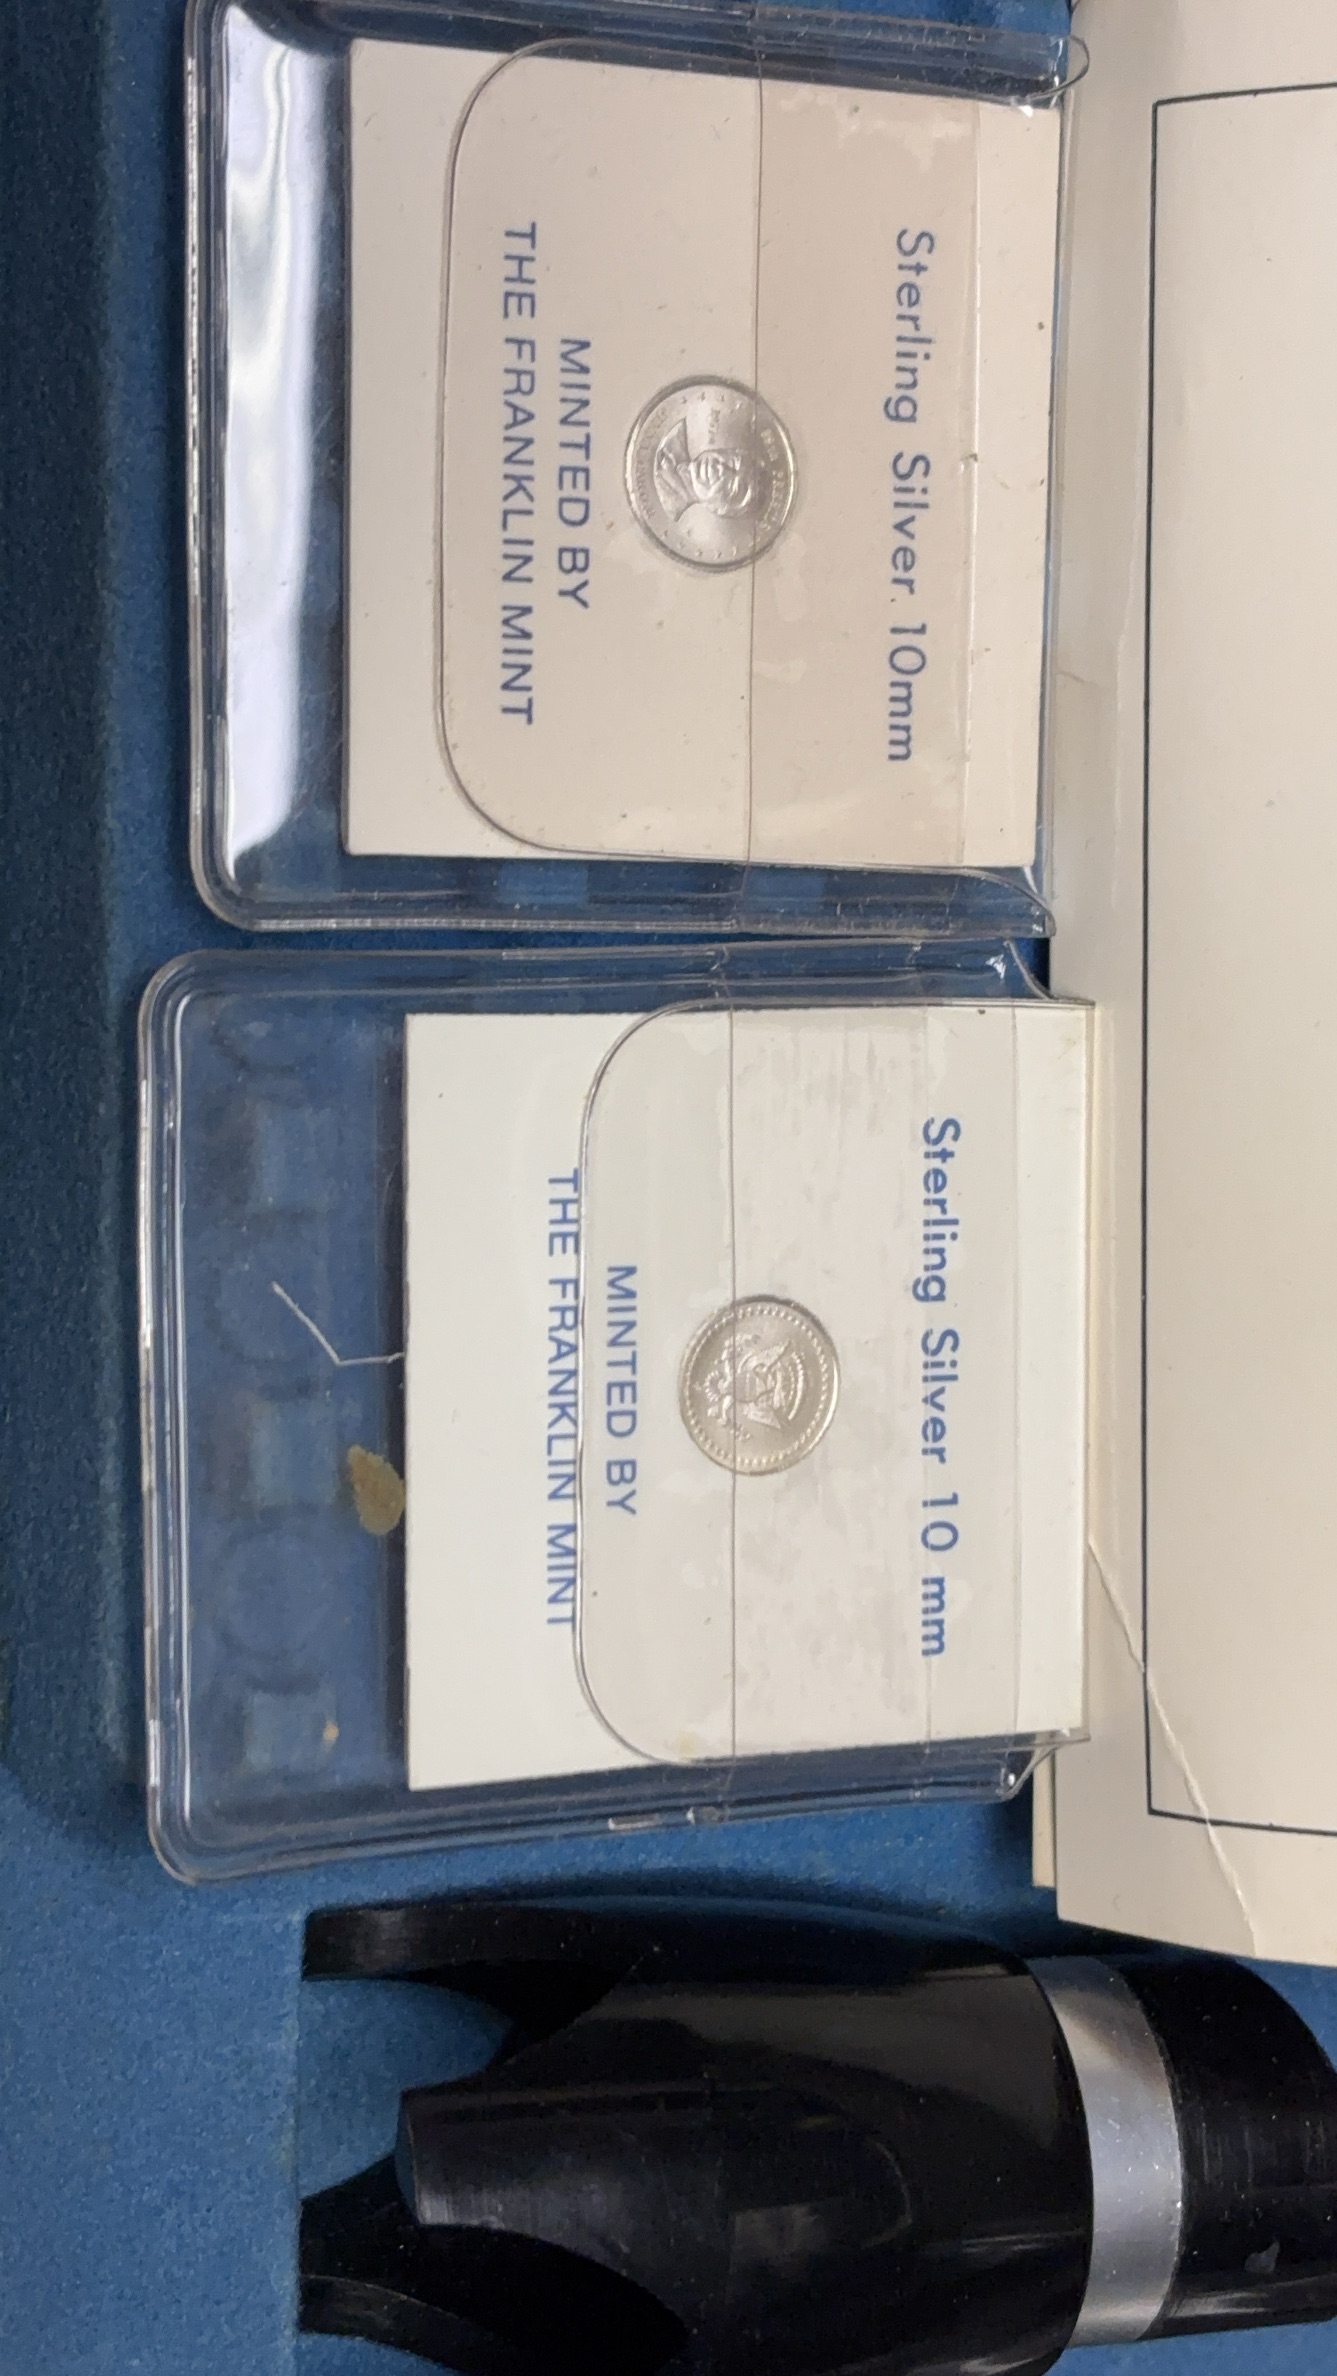 Sterling Silver. 10mm
MINTED BY
THE FRANKLIN MINT
Sterling Silver 10 mm
MINTED BY
THE FRANKLIN MINT